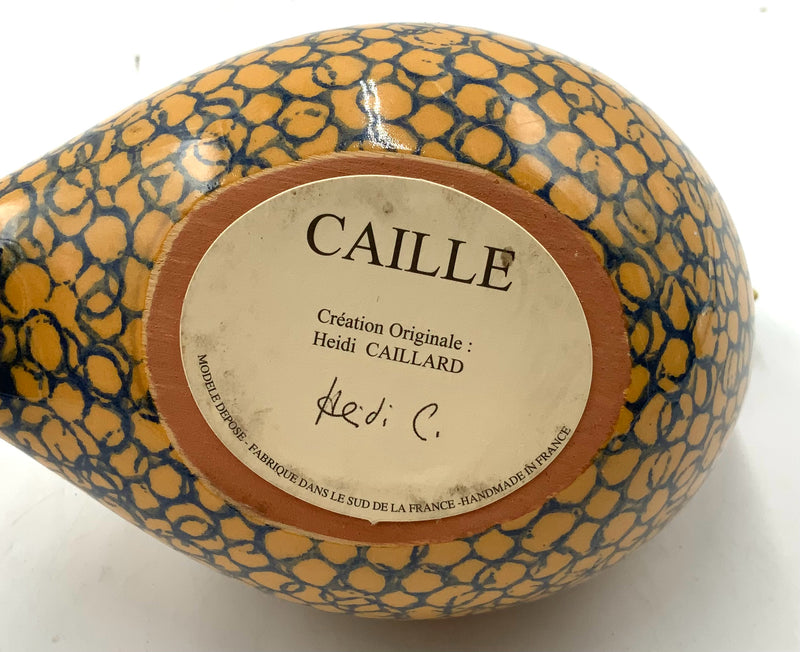 CAILLE
Création Originale :
Heidi CAILLARD
Heidi C.
MODELE DEPOSE - FABRIQUE DANS LE SUD DE LA FRANCE -HANDMADE IN FRANCE